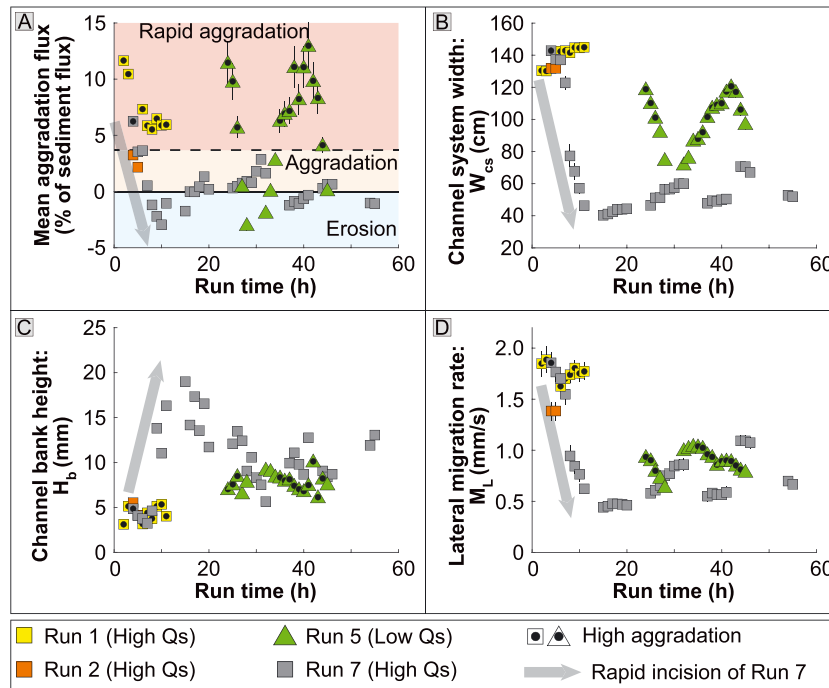 A
Mean aggradation flux
(% of sediment flux)
15
10
5
0
-5
Rapid aggradation
Aggradation
Erosion
0 20 40 60
Run time (h)
B
Channel system width:
Wcs (cm)
160
140
120
100
80
60
40
20
0 20 40 60
Run time (h)
C
Channel bank height:
Hb (mm)
25
20
15
10
5
0
0 20 40 60
Run time (h)
D
Lateral migration rate:
ML (mm/s)
2.0
1.5
1.0
0.5
0
0 20 40 60
Run time (h)
Run 1 (High Qs)
Run 5 (Low Qs)
High aggradation
Run 2 (High Qs)
Run 7 (High Qs)
Rapid incision of Run 7